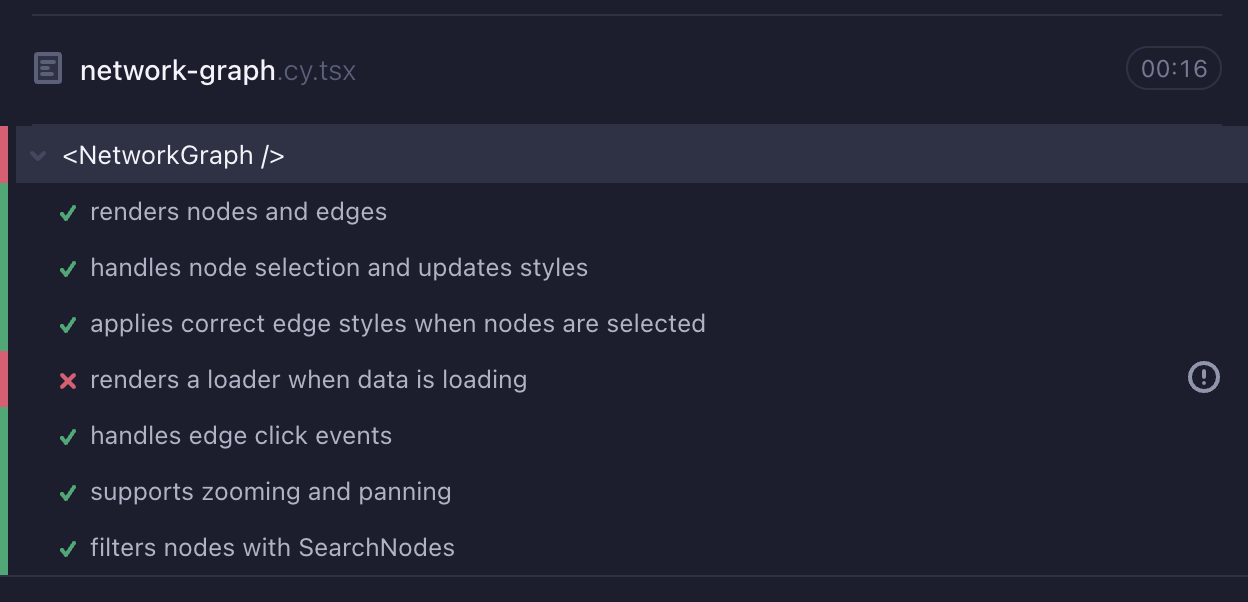 network-graph.cy.tsx
00:16
<NetworkGraph />
renders nodes and edges
handles node selection and updates styles
applies correct edge styles when nodes are selected
renders a loader when data is loading
handles edge click events
supports zooming and panning
filters nodes with SearchNodes